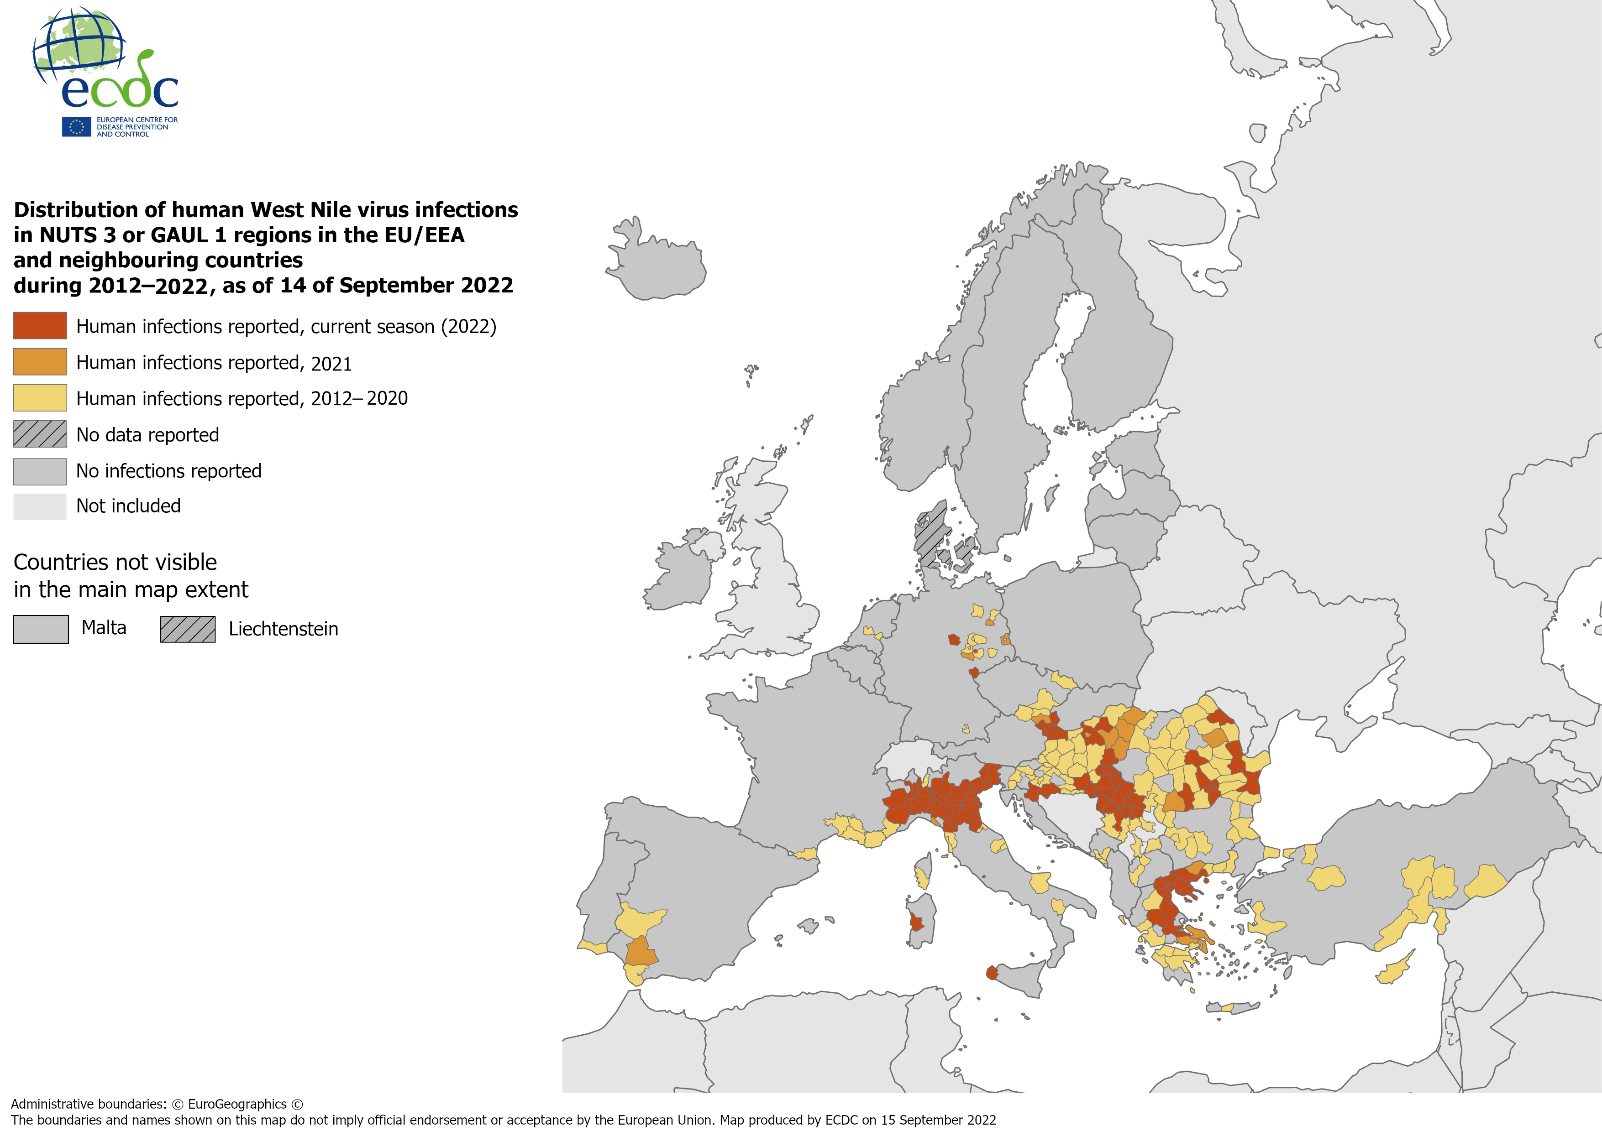 ecdc
EUROPEAN CENTRE FOR
DISEASE PREVENTION
AND CONTROL
Distribution of human West Nile virus infections
in NUTS 3 or GAUL 1 regions in the EU/EEA
and neighbouring countries
during 2012–2022, as of 14 of September 2022
Human infections reported, current season (2022)
Human infections reported, 2021
Human infections reported, 2012–2020
No data reported
No infections reported
Not included
Countries not visible
in the main map extent
Malta
Liechtenstein
Administrative boundaries: © EuroGeographics ©
The boundaries and names shown on this map do not imply official endorsement or acceptance by the European Union. Map produced by ECDC on 15 September 2022